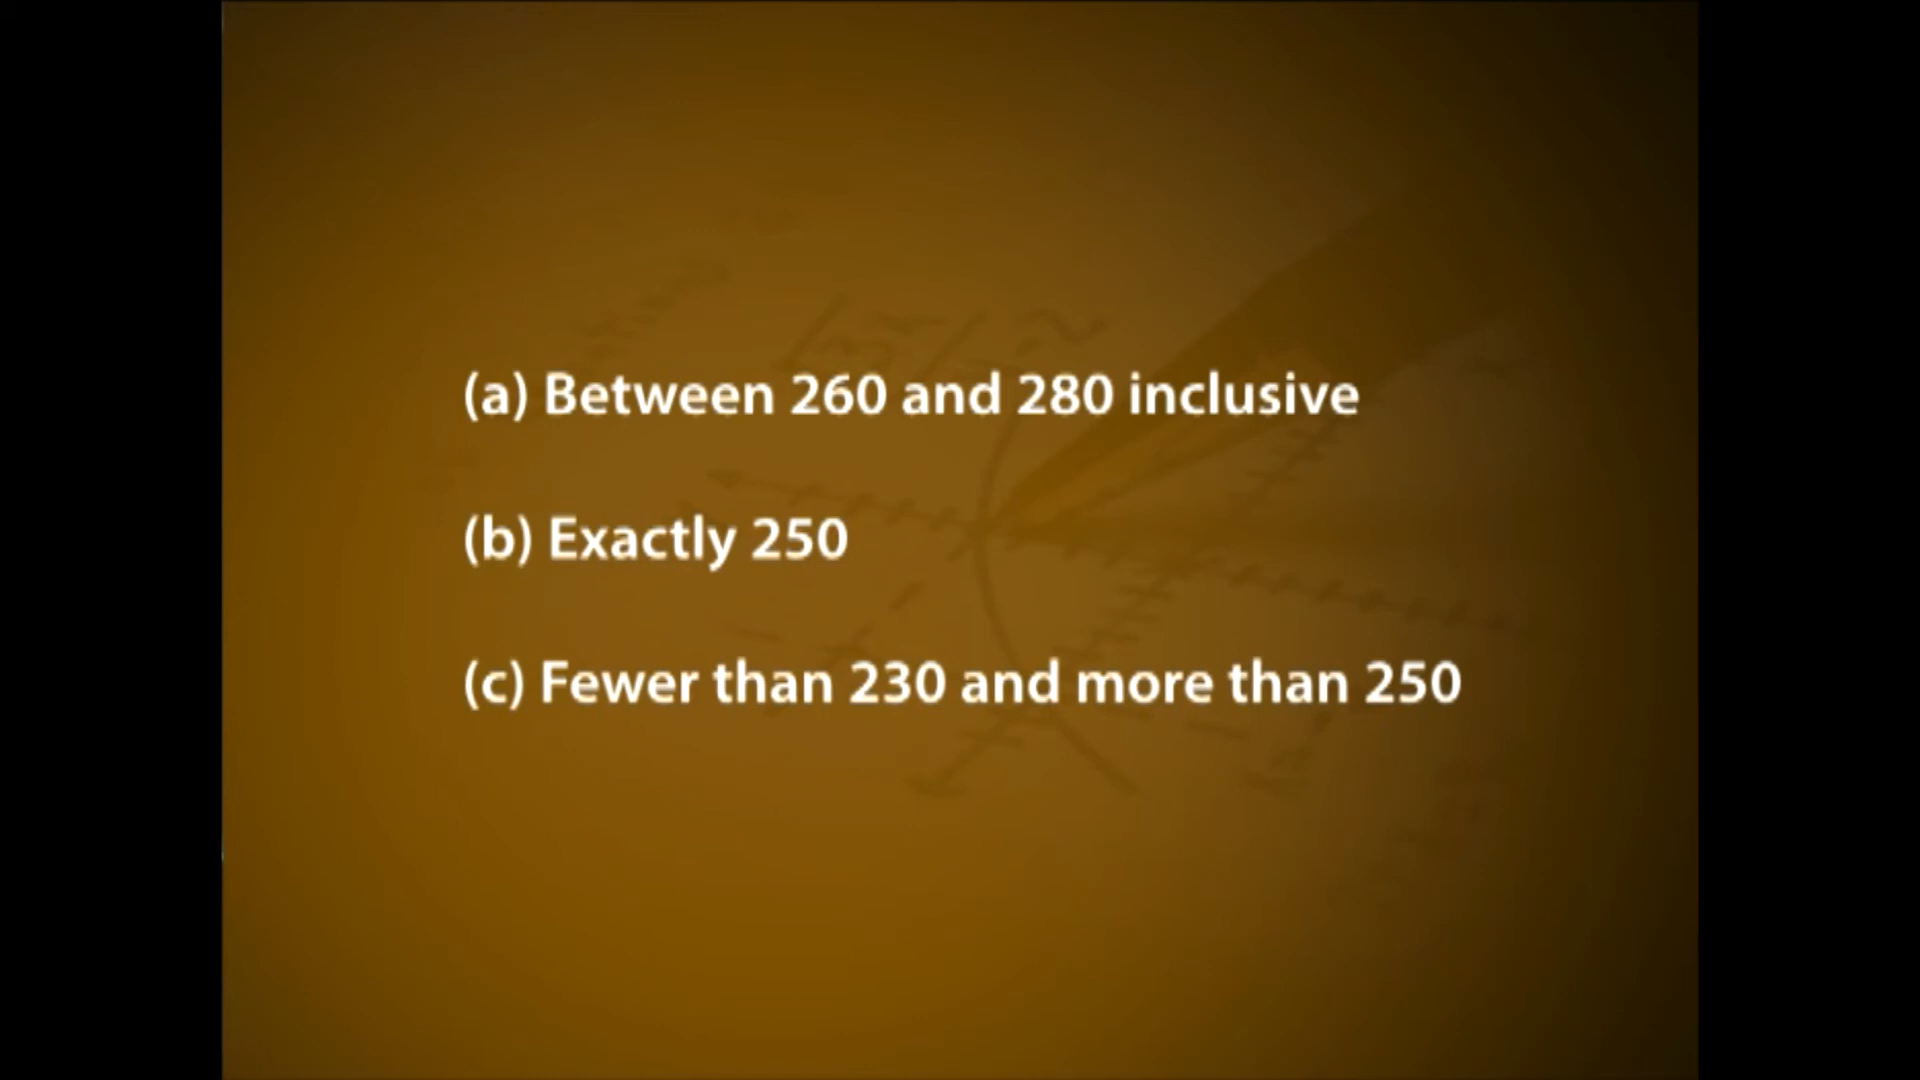 (a) Between 260 and 280 inclusive
(b) Exactly 250
(c) Fewer than 230 and more than 250